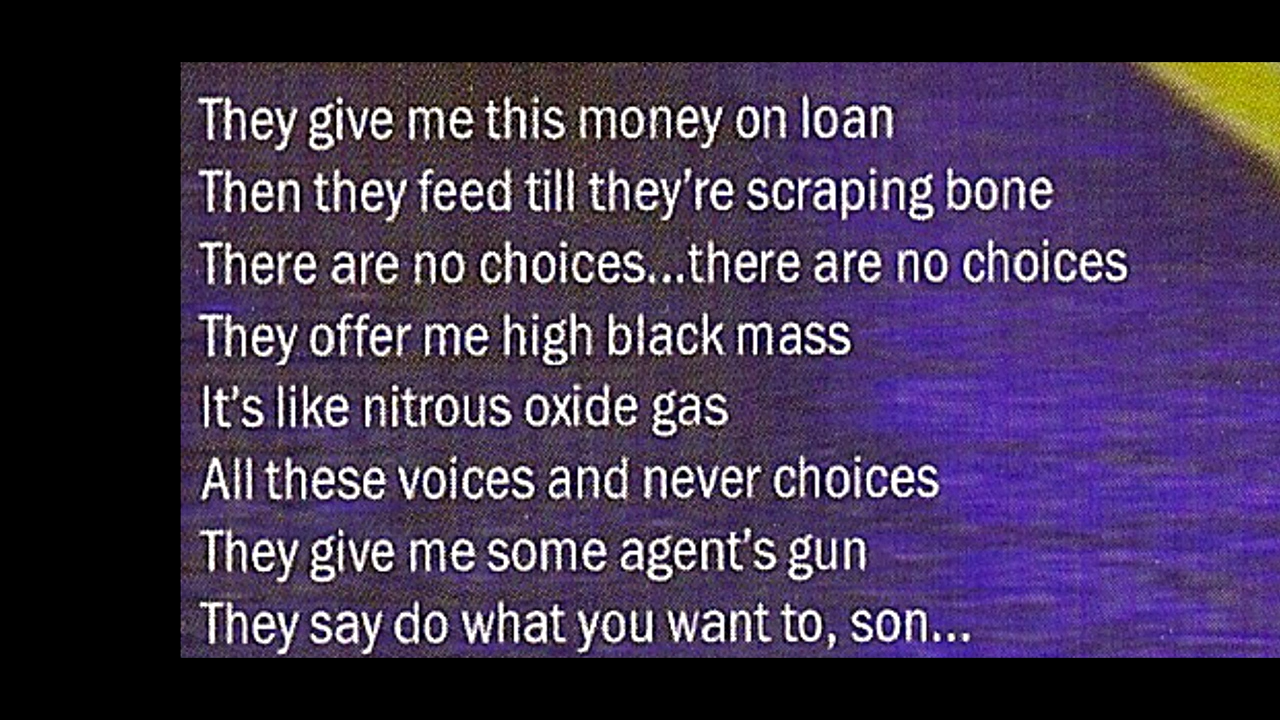 They give me this money on loan
Then they feed till they're scraping bone
There are no choices...there are no choices
They offer me high black mass
It's like nitrous oxide gas
All these voices and never choices
They give me some agent's gun
They say do what you want to, son...